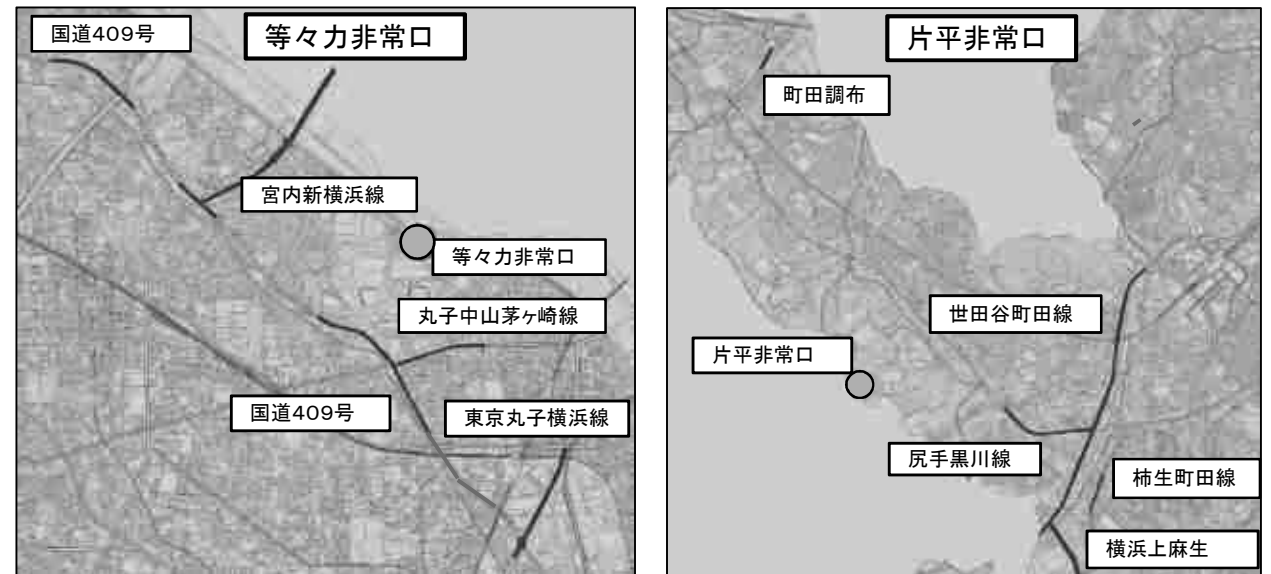 国道409号
等々力非常口
宮内新横浜線
等々力非常口
丸子中山茅ヶ崎線
国道409号
東京丸子横浜線
片平非常口
町田調布
世田谷町田線
片平非常口
尻手黒川線
柿生町田線
横浜上麻生